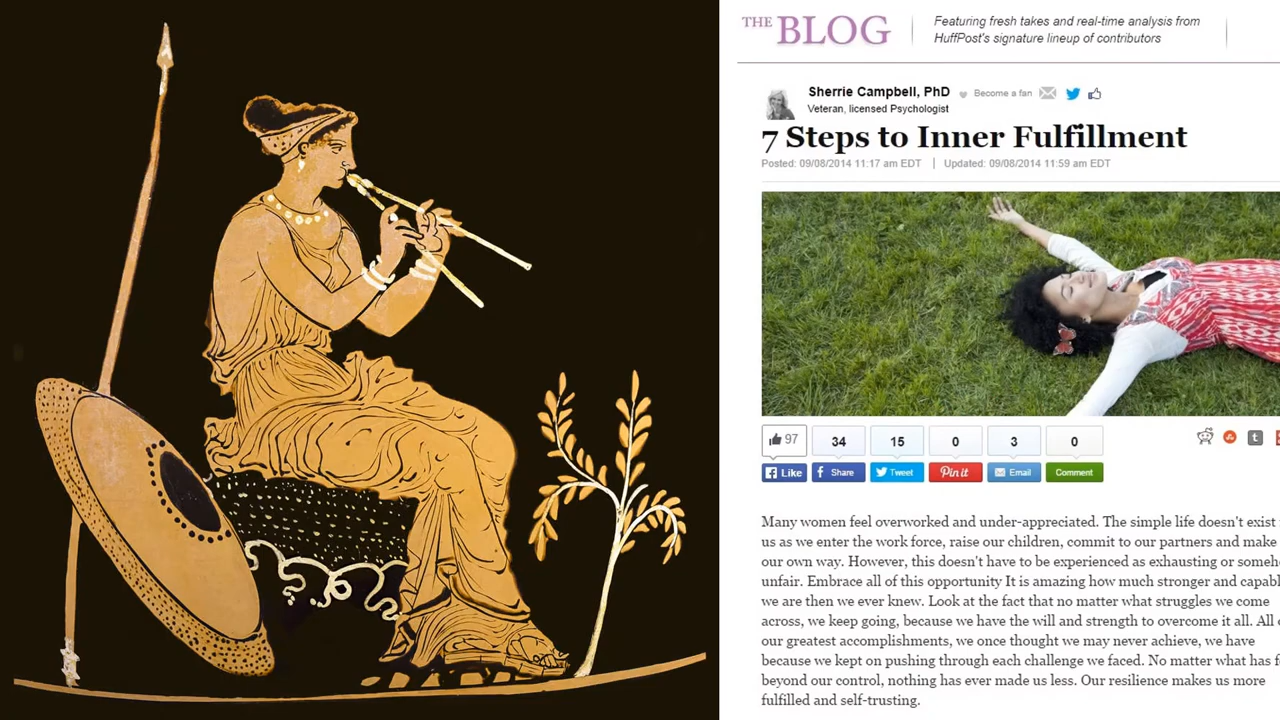 THE BLOG
Featuring fresh takes and real-time analysis from
HuffPost's signature lineup of contributors
Sherrie Campbell, PhD
Become a fan
Veteran, licensed Psychologist
7 Steps to Inner Fulfillment
Posted: 09/08/2014 11:17 am EDT | Updated: 09/08/2014 11:59 am EDT
97 34 15 0 3 0
Like Share Tweet Pin it Email Comment
Many women feel overworked and under-appreciated. The simple life doesn't exist
us as we enter the work force, raise our children, commit to our partners and make
our own way. However, this doesn't have to be experienced as exhausting or
unfair. Embrace all of this opportunity It is amazing how much stronger and
we are then we ever knew. Look at the fact that no matter what struggles we come
across, we keep going, because we have the will and strength to overcome it all. All
our greatest accomplishments, we once thought we may never achieve, we have
because we kept on pushing through each challenge we faced. No matter what has
beyond our control, nothing has ever made us less. Our resilience makes us more
fulfilled and self-trusting.